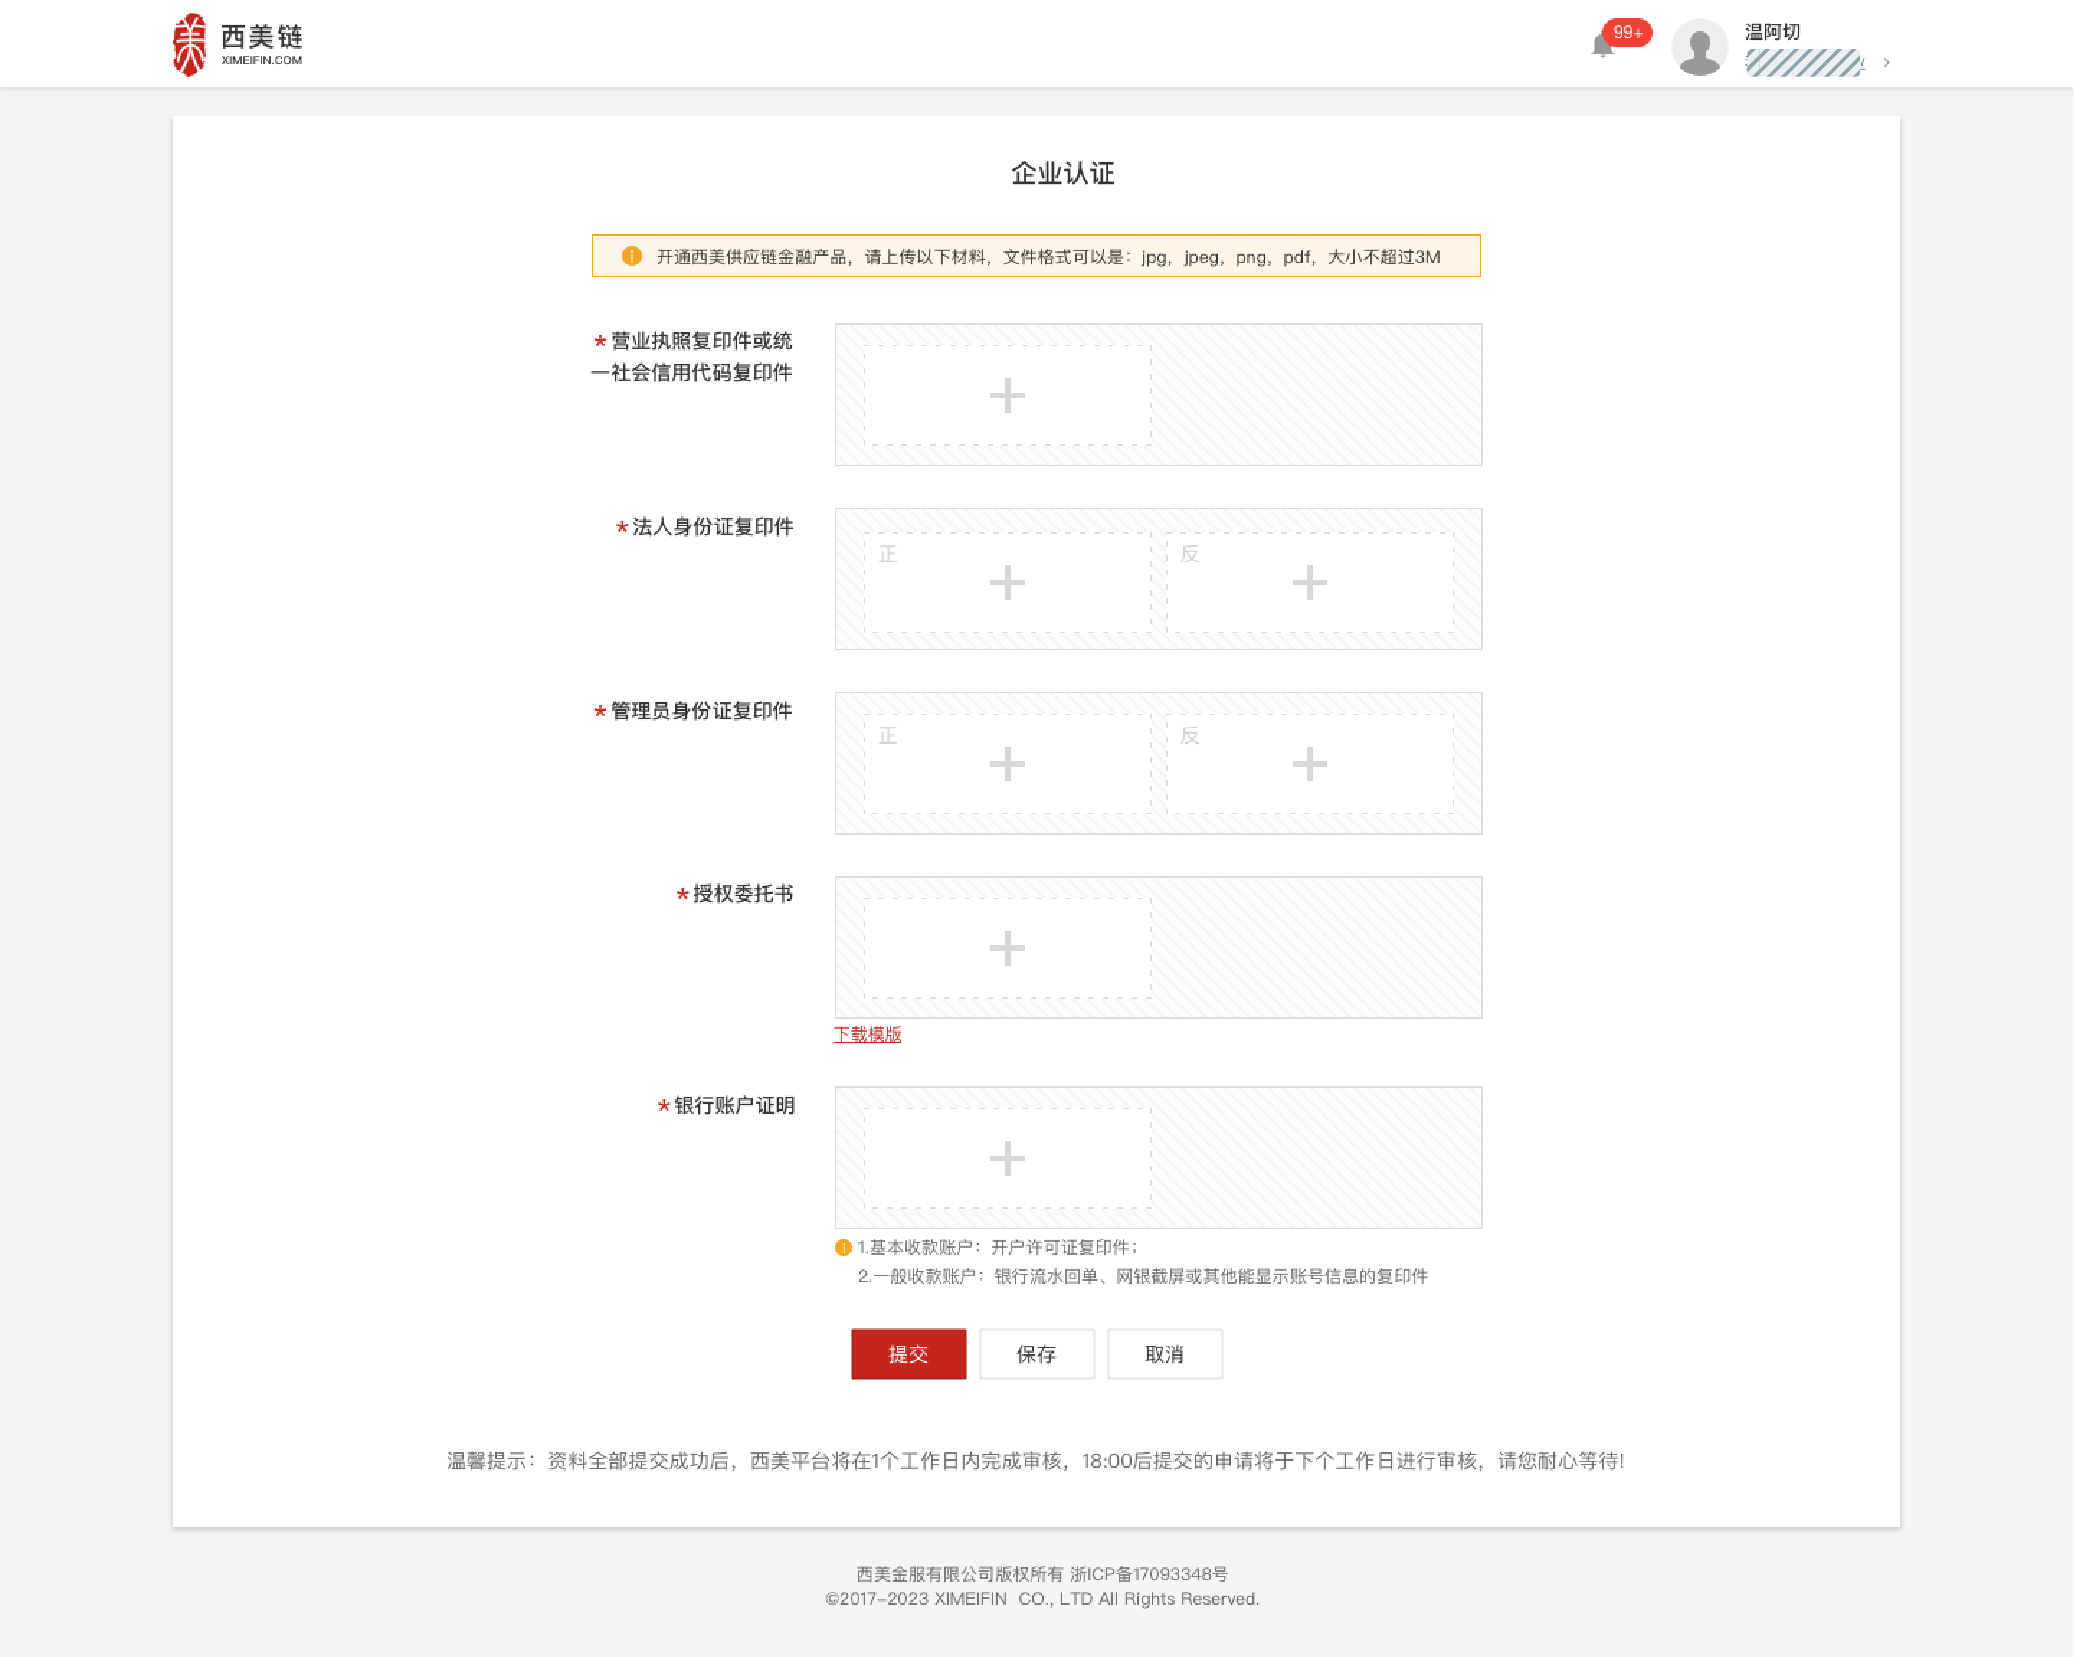 西美链
XIMEIFIN.COM
99+
温阿切
企业认证
开通西美供应链金融产品，请上传以下材料，文件格式可以是：jpg，jpeg，png，pdf，大小不超过3M
*营业执照复印件或统
一社会信用代码复印件
*法人身份证复印件
正
反
*管理员身份证复印件
正
反
*授权委托书
下载模版
*银行账户证明
1.基本收款账户：开户许可证复印件；
2.一般收款账户：银行流水回单、网银截屏或其他能显示账号信息的复印件
提交
保存
取消
温馨提示：资料全部提交成功后，西美平台将在1个工作日内完成审核，18:00后提交的申请将于下个工作日进行审核，请您耐心等待!
西美金服有限公司版权所有 浙ICP备17093348号
©2017-2023 XIMEIFIN CO., LTD All Rights Reserved.